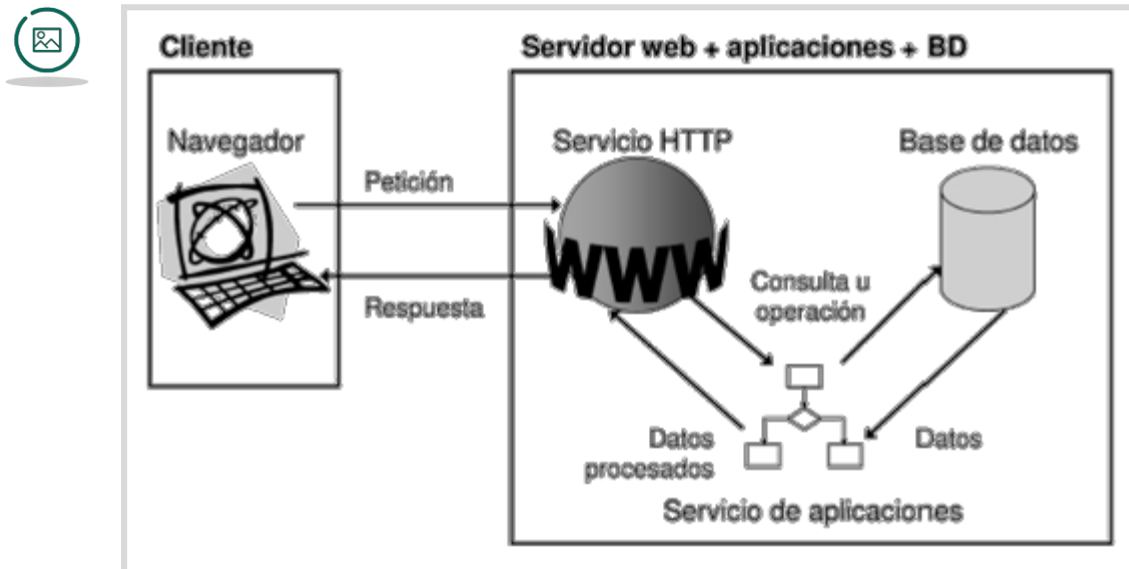 Cliente
Servidor web + aplicaciones + BD
Navegador
Servicio HTTP
Base de datos
Petición
WWW
Respuesta
Consulta u
operación
Datos
procesados
Datos
Servicio de aplicaciones